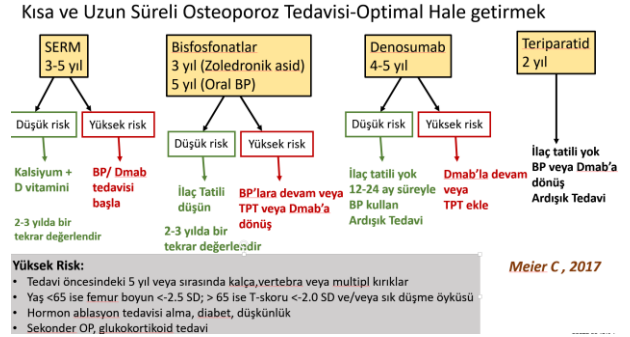 Kısa ve Uzun Süreli Osteoporoz Tedavisi-Optimal Hale getirmek
SERM
3-5 yıl
Düşük risk
Yüksek risk
Kalsiyum +
D vitamini
2-3 yılda bir
tekrar değerlendir
BP/ Dmab
tedavisi
başla
Bisfosfonatlar
3 yıl (Zoledronik asid)
5 yıl (Oral BP)
Düşük risk
Yüksek risk
İlaç Tatili
düşün
2-3 yılda bir
tekrar değerlendir
BP'lara devam veya
TPT veya Dmab'a
dönüş
Denosumab
4-5 yıl
Düşük risk
Yüksek risk
İlaç tatili yok
12-24 ay süreyle
BP kullan
Ardışık Tedavi
Dmab'la devam
veya
TPT ekle
Teriparatid
2 yıl
İlaç tatili yok
BP veya Dmab'a
dönüş
Ardışık Tedavi
Yüksek Risk:
• Tedavi öncesindeki 5 yıl veya sırasında kalça,vertebra veya multipl kırıklar
• Yaş <65 ise femur boyun <-2.5 SD; > 65 ise T-skoru <-2.0 SD ve/veya sık düşme öyküsü
• Hormon ablasyon tedavisi alma, diabet, düşkünlük
• Sekonder OP, glukokortikoid tedavi
Meier C , 2017